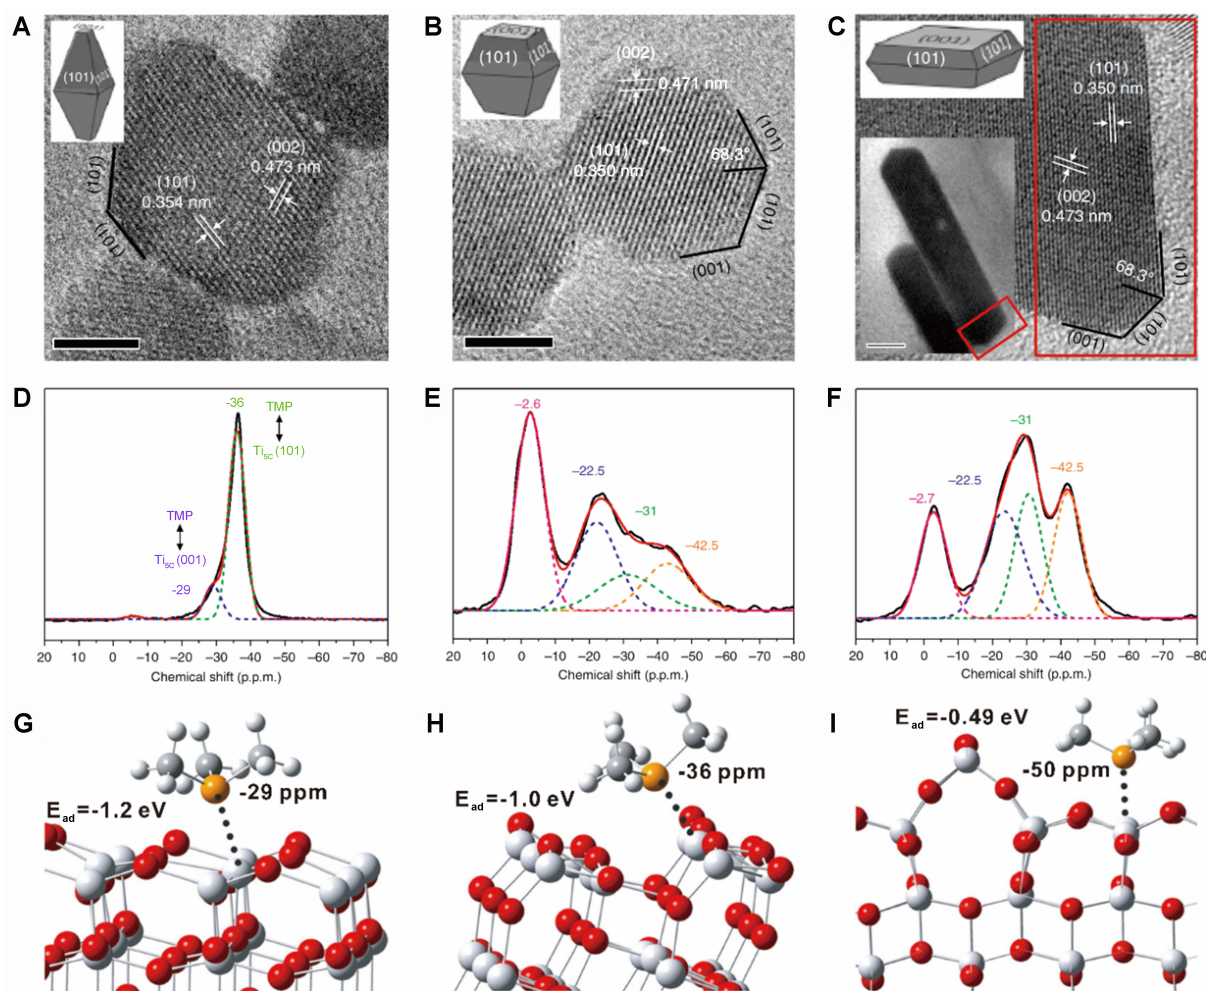 A
(001)
(101)
(101)
(002)
0.473 nm
(101)
0.354 nm
(101)
(101)
B
(001)
(101)
(101)
(002)
0.471 nm
(101)
0.350 nm
68.3°
(101)
(101)
(001)
C
(001)
(101)
(101)
(101)
0.350 nm
(002)
0.473 nm
68.3°
(101)
(101)
(001)
D
-36
TMP
Ti5C (101)
TMP
Ti5C (001)
-29
20 10 0 -10 -20 -30 -40 -50 -60 -70 -80
Chemical shift (p.p.m.)
E
–2.6
–22.5
–31
–42.5
20 10 0 –10 –20 –30 –40 –50 –60 –70 –80
Chemical shift (p.p.m.)
F
–2.7
–22.5
–31
–42.5
20 10 0 –10 –20 –30 –40 –50 –60 –70 –80
Chemical shift (p.p.m.)
G
-29 ppm
Ead=-1.2 eV
H
-36 ppm
Ead=-1.0 eV
I
Ead=-0.49 eV
-50 ppm